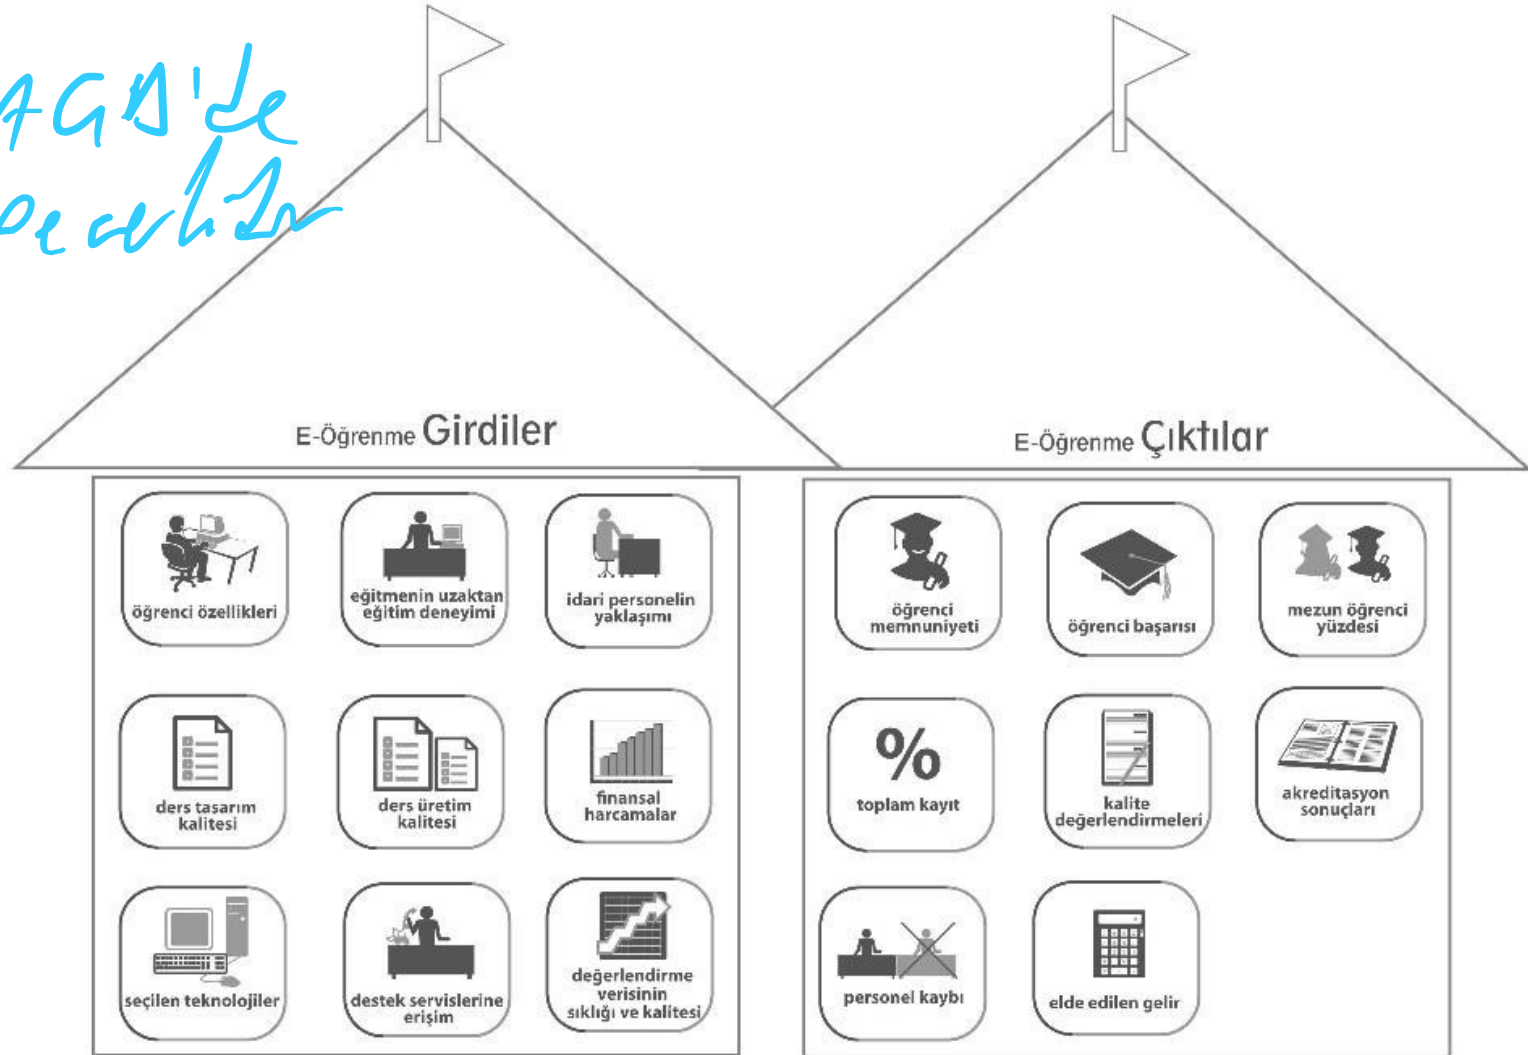 E-Öğrenme Girdiler
öğrenci özellikleri
eğitmenin uzaktan
eğitim deneyimi
idari personelin
yaklaşımı
ders tasarım
kalitesi
ders üretim
kalitesi
finansal
harcamalar
seçilen teknolojiler
destek servislerine
erişim
değerlendirme
verisinin
sıklığı ve kalitesi
E-Öğrenme Çıktılar
öğrenci
memnuniyeti
öğrenci başarısı
mezun öğrenci
yüzdesi
%
toplam kayıt
kalite
değerlendirmeleri
akreditasyon
sonuçları
personel kaybı
elde edilen gelir